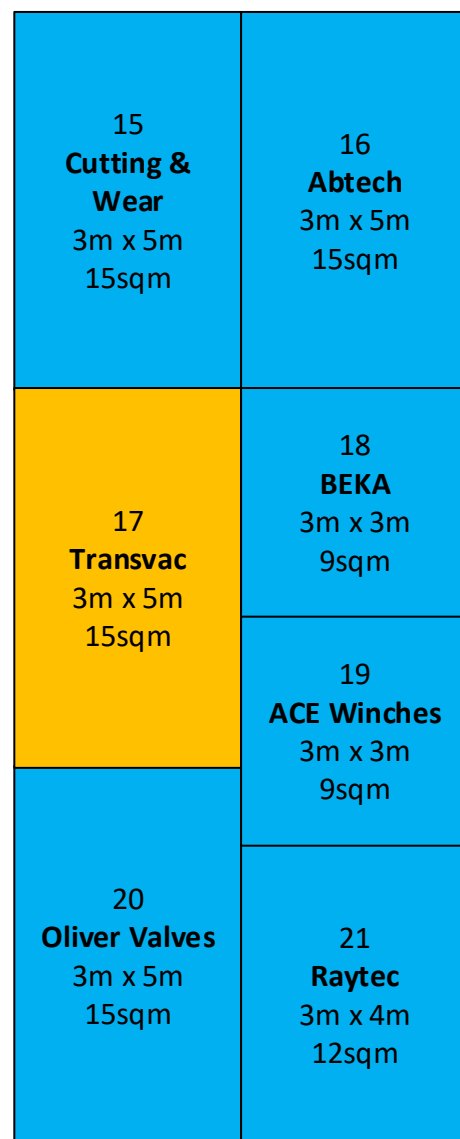 15
Cutting &
Wear
3m x 5m
15sqm
16
Abtech
3m x 5m
15sqm
17
Transvac
3m x 5m
15sqm
18
BEKA
3m x 3m
9sqm
19
ACE Winches
3m x 3m
9sqm
20
Oliver Valves
3m x 5m
15sqm
21
Raytec
3m x 4m
12sqm